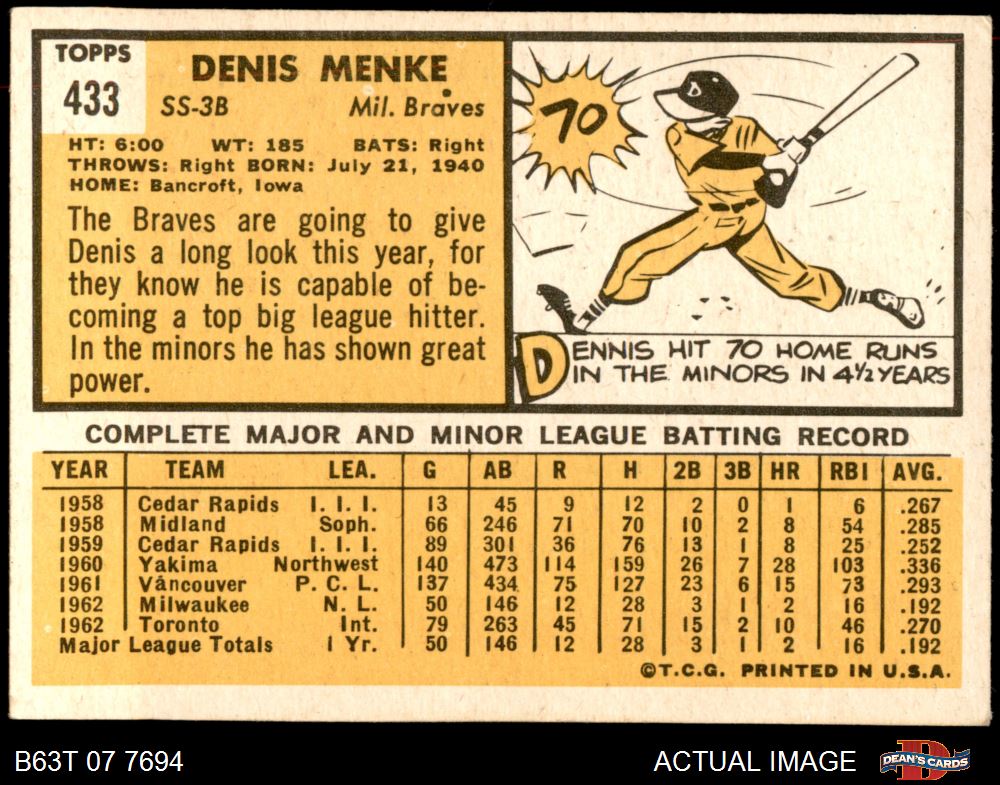 TOPPS
433
DENIS MENKE
SS-3B Mil. Braves
HT: 6:00 WT: 185 BATS: Right
THROWS: Right BORN: July 21, 1940
HOME: Bancroft, Iowa
The Braves are going to give
Denis a long look this year, for
they know he is capable of be-
coming a top big league hitter.
In the minors he has shown great
power.
70
D
DENNIS HIT 70 HOME RUNS
IN THE MINORS IN 4½ YEARS
COMPLETE MAJOR AND MINOR LEAGUE BATTING RECORD
YEAR TEAM LEA. G AB R H 2B 3B HR RBI AVG.
1958 Cedar Rapids I. I. I. 13 45 9 12 2 0 1 6 .267
1958 Midland Soph. 66 246 71 70 10 2 8 54 .285
1959 Cedar Rapids I. I. I. 89 301 36 76 13 1 8 25 .252
1960 Yakima Northwest 140 473 114 159 26 7 28 103 .336
1961 Vancouver P. C. L. 137 434 75 127 23 6 15 73 .293
1962 Milwaukee N. L. 50 146 12 28 3 1 2 16 .192
1962 Toronto Int. 79 263 45 71 15 2 10 46 .270
Major League Totals 1 Yr. 50 146 12 28 3 1 2 16 .192
©T.C.G. PRINTED IN U.S.A.
B63T 07 7694 ACTUAL IMAGE D DEAN'S CARDS